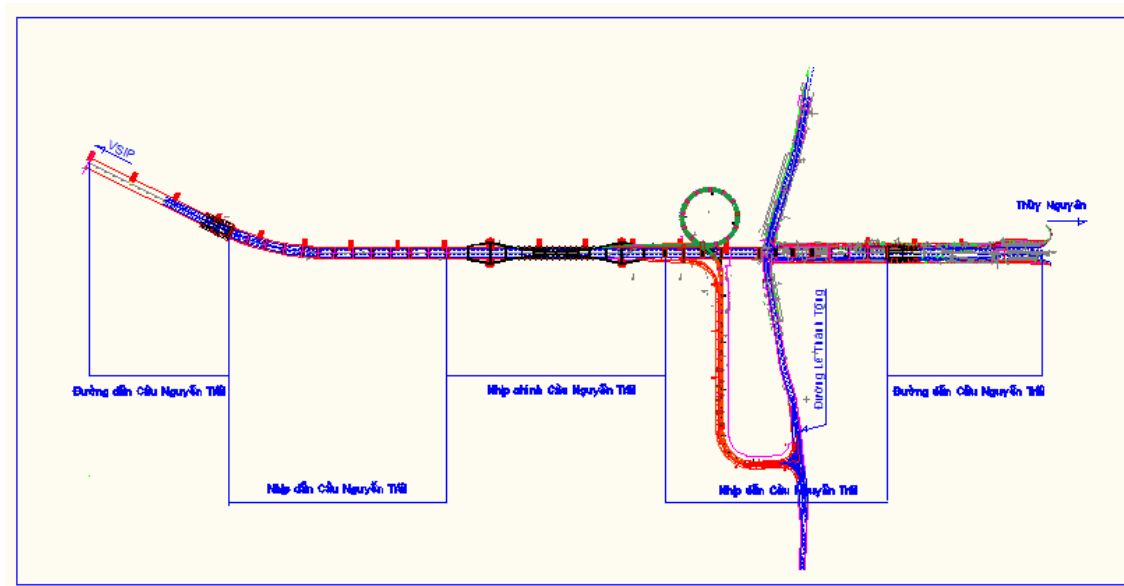 VSIP
Thủy Nguyên
Đường Lê Thánh Tông
Đường dẫn Cầu Nguyễn Trãi
Nhịp chính Cầu Nguyễn Trãi
Đường dẫn Cầu Nguyễn Trãi
Nhịp dẫn Cầu Nguyễn Trãi
Nhịp dẫn Cầu Nguyễn Trãi